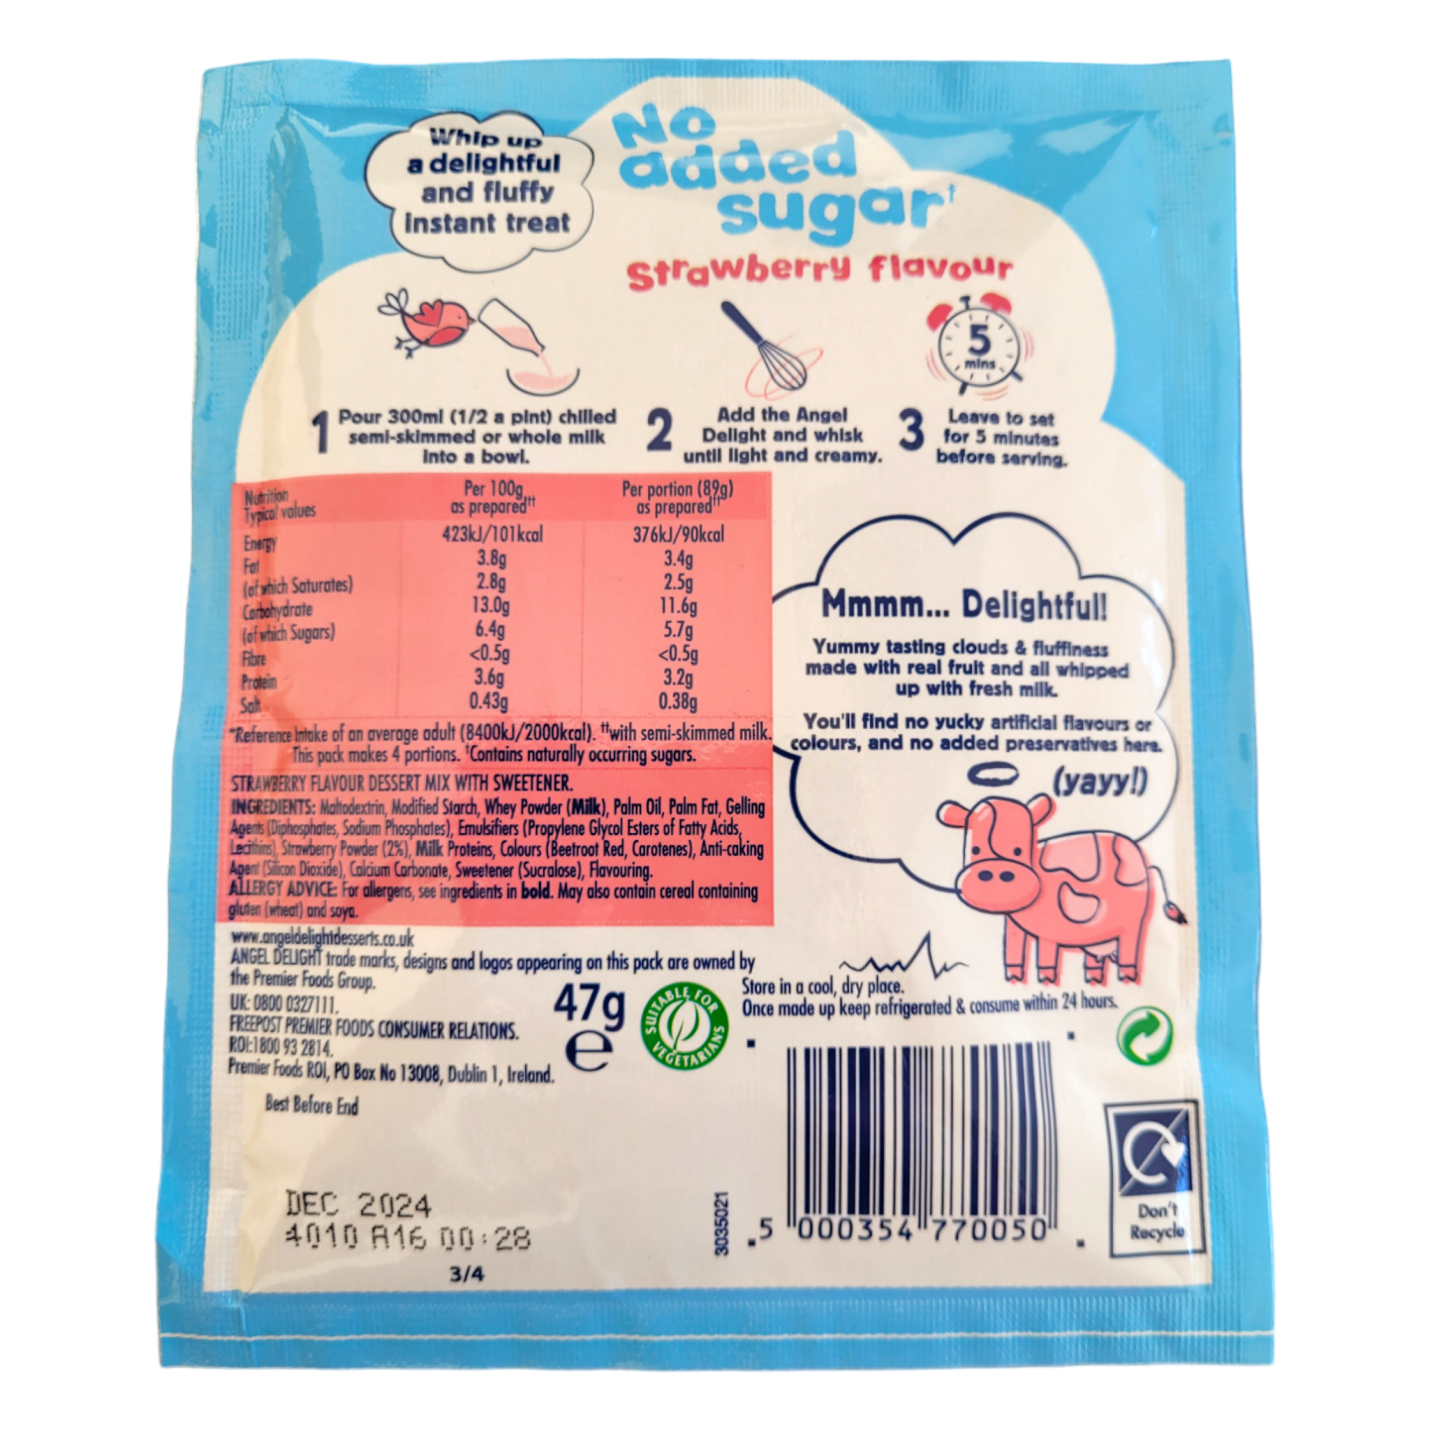 Whip up
a delightful
and fluffy
instant treat
No
added
sugar†
Strawberry flavour
5
mins
1 Pour 300ml (1/2 a pint) chilled
semi-skimmed or whole milk
into a bowl.
2 Add the Angel
Delight and whisk
until light and creamy.
3 Leave to set
for 5 minutes
before serving.
Nutrition
Typical values
Per 100g
as prepared††
Per portion (89g)
as prepared††
Energy 423kJ/101kcal 376kJ/90kcal
Fat 3.8g 3.4g
(of which Saturates) 2.8g 2.5g
Carbohydrate 13.0g 11.6g
(of which Sugars) 6.4g 5.7g
Fibre <0.5g <0.5g
Protein 3.6g 3.2g
Salt 0.43g 0.38g
*Reference Intake of an average adult (8400kJ/2000kcal). ††with semi-skimmed milk.
This pack makes 4 portions. †Contains naturally occurring sugars.
STRAWBERRY FLAVOUR DESSERT MIX WITH SWEETENER.
INGREDIENTS: Maltodextrin, Modified Starch, Whey Powder (Milk), Palm Oil, Palm Fat, Gelling
Agents (Diphosphates, Sodium Phosphates), Emulsifiers (Propylene Glycol Esters of Fatty Acids,
Lecithins), Strawberry Powder (2%), Milk Proteins, Colours (Beetroot Red, Carotenes), Anti-caking
Agent (Silicon Dioxide), Calcium Carbonate, Sweetener (Sucralose), Flavouring.
ALLERGY ADVICE: For allergens, see ingredients in bold. May also contain cereal containing
gluten (wheat) and soya.
Mmmm... Delightful!
Yummy tasting clouds & fluffiness
made with real fruit and all whipped
up with fresh milk.
You'll find no yucky artificial flavours or
colours, and no added preservatives here.
(yayy!)
www.angeldelightdesserts.co.uk
ANGEL DELIGHT trade marks, designs and logos appearing on this pack are owned by
the Premier Foods Group.
UK: 0800 0327111.
FREEPOST PREMIER FOODS CONSUMER RELATIONS.
ROI:1800 93 2814.
Premier Foods ROI, PO Box No 13008, Dublin 1, Ireland.
47g
e
SUITABLE FOR
VEGETARIANS
Store in a cool, dry place.
Once made up keep refrigerated & consume within 24 hours.
Best Before End
DEC 2024
4010 A16 00:28
3/4
3035021
5 000354 770050
Don't
Recycle